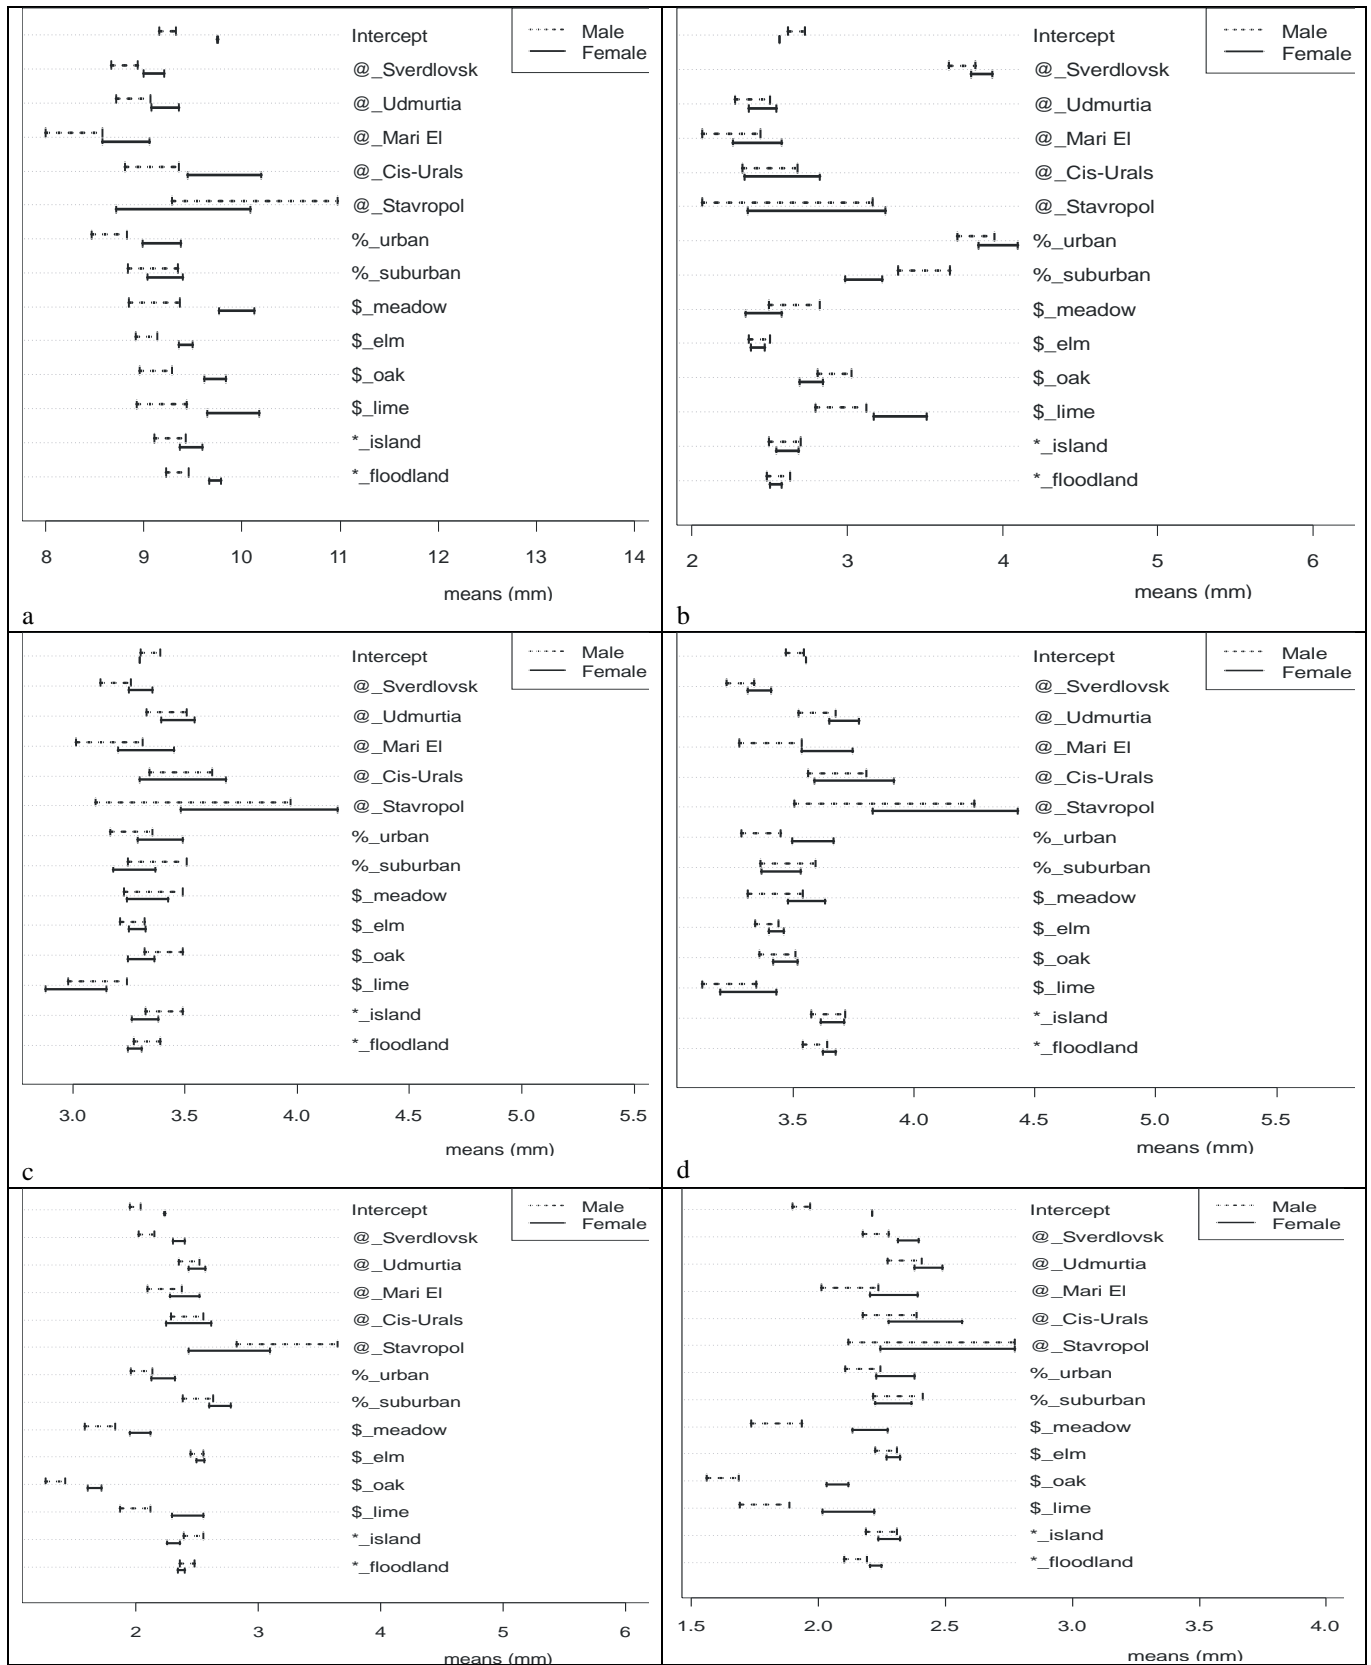 Male
Female
Intercept
@_Sverdlovsk
@_Udmurtia
@_Mari El
@_Cis-Urals
@_Stavropol
%_urban
%_suburban
$_meadow
$_elm
$_oak
$_lime
*_island
*_floodland
8 9 10 11 12 13 14
means (mm)
a
Male
Female
Intercept
@_Sverdlovsk
@_Udmurtia
@_Mari El
@_Cis-Urals
@_Stavropol
%_urban
%_suburban
$_meadow
$_elm
$_oak
$_lime
*_island
*_floodland
2 3 4 5 6
means (mm)
b
Male
Female
Intercept
@_Sverdlovsk
@_Udmurtia
@_Mari El
@_Cis-Urals
@_Stavropol
%_urban
%_suburban
$_meadow
$_elm
$_oak
$_lime
*_island
*_floodland
3.0 3.5 4.0 4.5 5.0 5.5
means (mm)
c
Male
Female
Intercept
@_Sverdlovsk
@_Udmurtia
@_Mari El
@_Cis-Urals
@_Stavropol
%_urban
%_suburban
$_meadow
$_elm
$_oak
$_lime
*_island
*_floodland
3.5 4.0 4.5 5.0 5.5
means (mm)
d
Male
Female
Intercept
@_Sverdlovsk
@_Udmurtia
@_Mari El
@_Cis-Urals
@_Stavropol
%_urban
%_suburban
$_meadow
$_elm
$_oak
$_lime
*_island
*_floodland
2 3 4 5 6
means (mm)
Male
Female
Intercept
@_Sverdlovsk
@_Udmurtia
@_Mari El
@_Cis-Urals
@_Stavropol
%_urban
%_suburban
$_meadow
$_elm
$_oak
$_lime
*_island
*_floodland
1.5 2.0 2.5 3.0 3.5 4.0
means (mm)